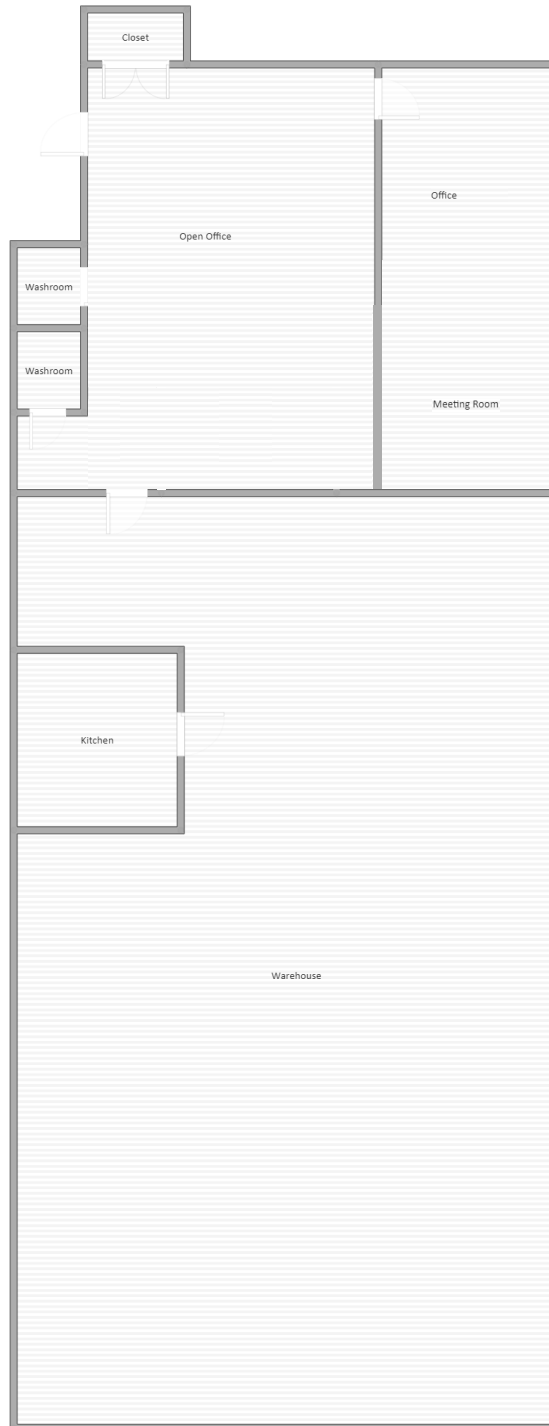 Closet
Office
Open Office
Washroom
Washroom
Meeting Room
Kitchen
Warehouse